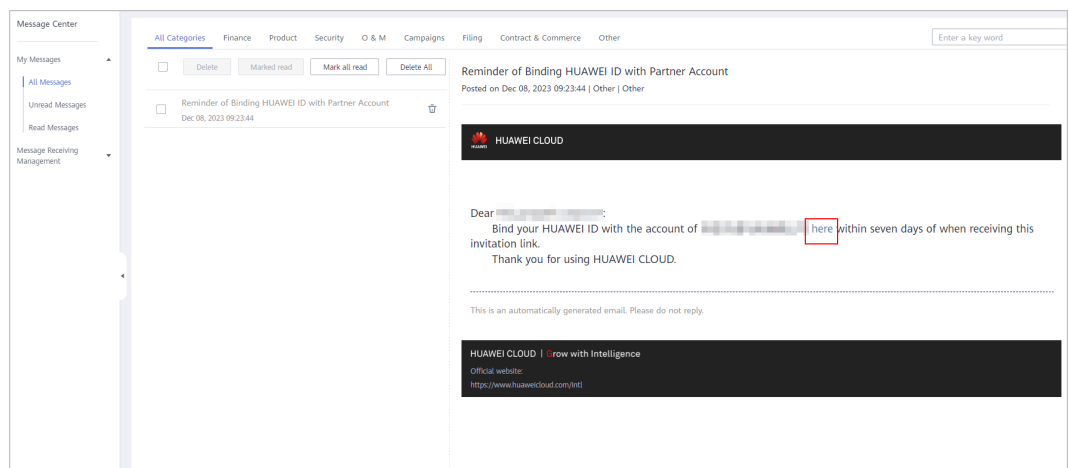 Message Center
My Messages
All Messages
Unread Messages
Read Messages
Message Receiving
Management
All Categories Finance Product Security O & M Campaigns Filing Contract & Commerce Other
Enter a key word
Delete Marked read Mark all read Delete All
Reminder of Binding HUAWEI ID with Partner Account
Dec 08, 2023 09:23:44
Reminder of Binding HUAWEI ID with Partner Account
Posted on Dec 08, 2023 09:23:44 | Other | Other
HUAWEI
HUAWEI CLOUD
Dear :
Bind your HUAWEI ID with the account of here within seven days of when receiving this
invitation link.
Thank you for using HUAWEI CLOUD.
This is an automatically generated email. Please do not reply.
HUAWEI CLOUD | Grow with Intelligence
Official website:
https://www.huaweicloud.com/intl